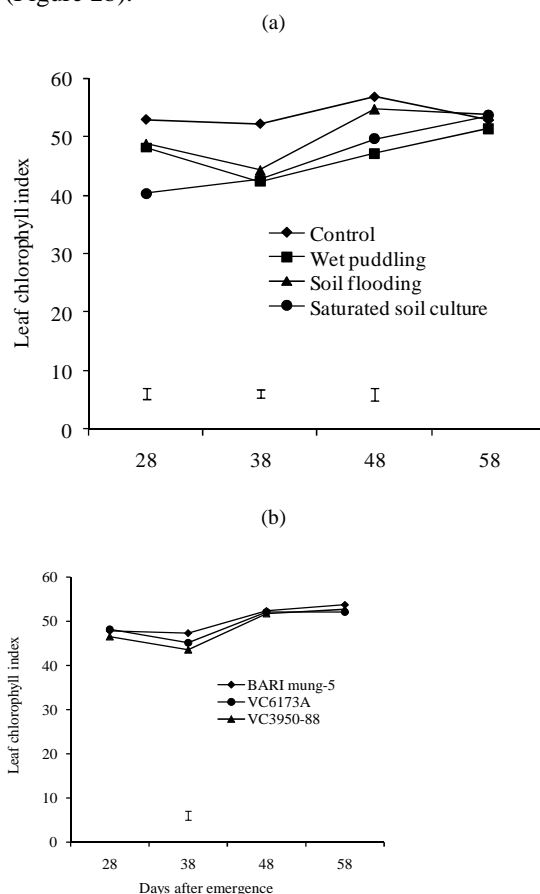 (Figure 2b).
(a)
60
50
40
30
20
10
0
Leaf chlorophyll index
Control
Wet puddling
Soil flooding
Saturated soil culture
28 38 48 58
(b)
60
50
40
30
20
10
0
Leaf chlorophyll index
BARI mung-5
VC6173A
VC3950-88
28 38 48 58
Days after emergence